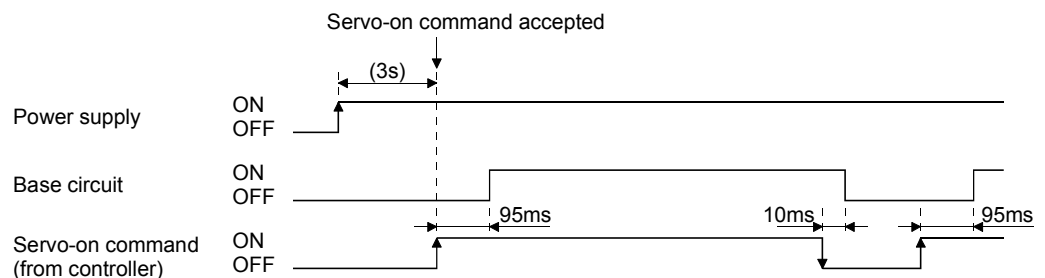 Servo-on command accepted
(3s)
Power supply
ON
OFF
Base circuit
ON
OFF
95ms
10ms
95ms
Servo-on command
(from controller)
ON
OFF